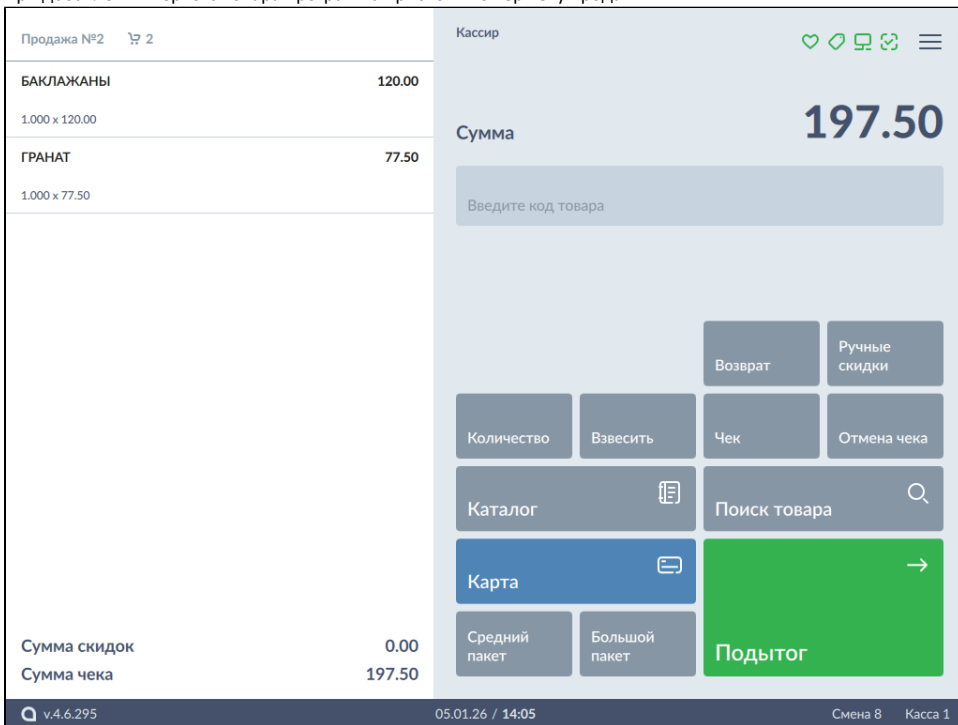 Продажа №2 2
БАКЛАЖАНЫ 120.00
1.000 x 120.00
ГРАНАТ 77.50
1.000 x 77.50
Сумма скидок 0.00
Сумма чека 197.50
Кассир
Сумма 197.50
Введите код товара
Возврат
Ручные
скидки
Количество
Взвесить
Чек
Отмена чека
Каталог
Поиск товара
Карта
Средний
пакет
Большой
пакет
Подытог
v.4.6.295 05.01.26 / 14:05 Смена 8 Касса 1